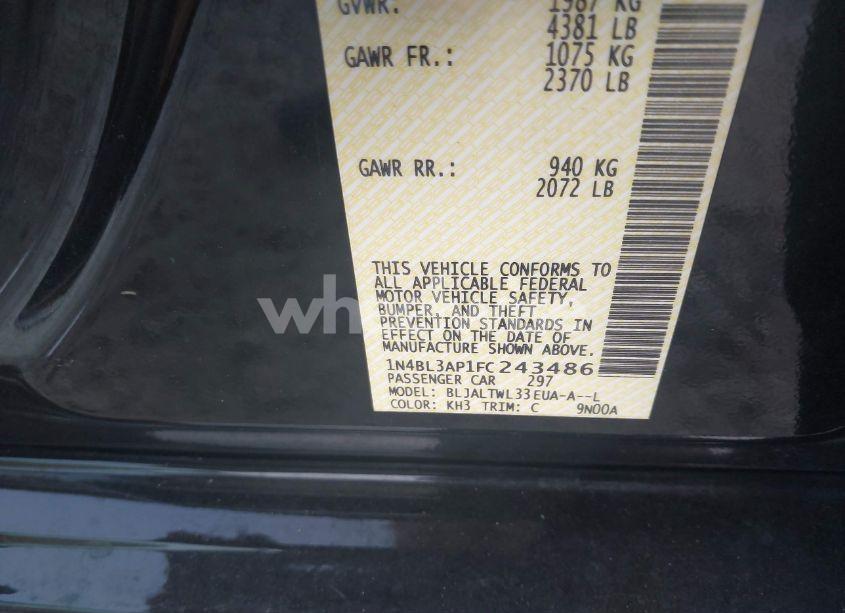 GVWR: 1987 KG
4381 LB
GAWR FR.: 1075 KG
2370 LB
GAWR RR.: 940 KG
2072 LB
THIS VEHICLE CONFORMS TO
ALL APPLICABLE FEDERAL
MOTOR VEHICLE SAFETY,
BUMPER, AND THEFT
PREVENTION STANDARDS IN
EFFECT ON THE DATE OF
MANUFACTURE SHOWN ABOVE.
1N4BL3AP1FC243486
PASSENGER CAR 297
MODEL: BLJALTWL33EUA-A--L
COLOR: KH3 TRIM: C 9N00A